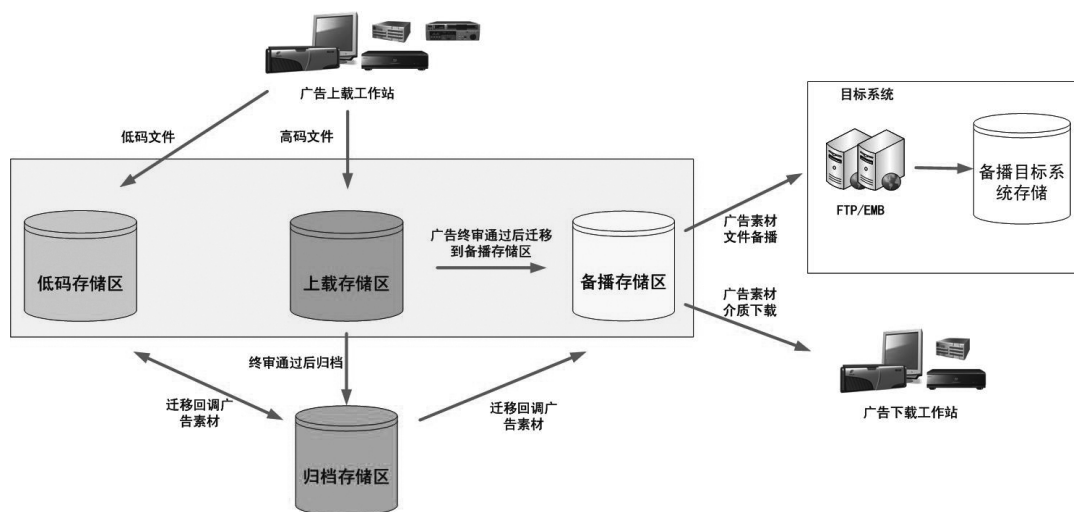 广告上载工作站
低码文件
高码文件
目标系统
FTP/EMB
备播目标系
统存储
低码存储区
上载存储区
广告终审通过后迁移
到备播存储区
备播存储区
广告素材
文件备播
广告素材
介质下载
终审通过后归档
迁移回调广
告素材
迁移回调广
告素材
归档存储区
广告下载工作站